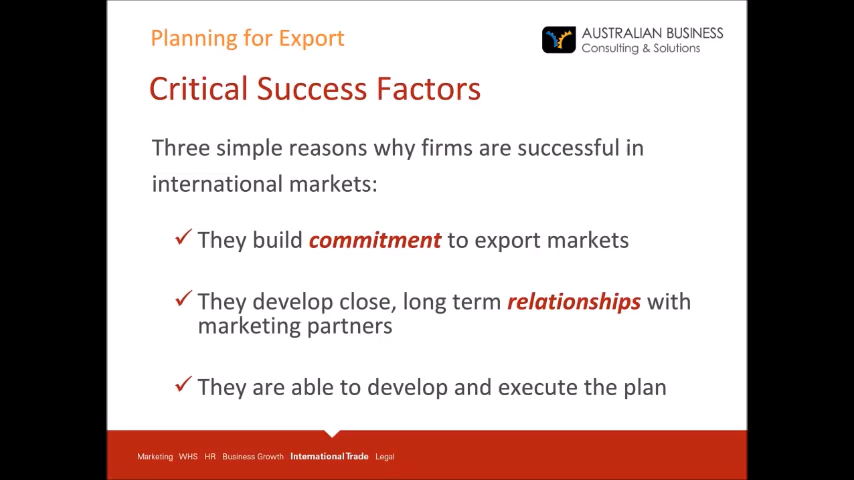 Planning for Export
AUSTRALIAN BUSINESS
Consulting & Solutions
Critical Success Factors
Three simple reasons why firms are successful in
international markets:
They build commitment to export markets
They develop close, long term relationships with
marketing partners
They are able to develop and execute the plan
Marketing WHS HR Business Growth International Trade Legal